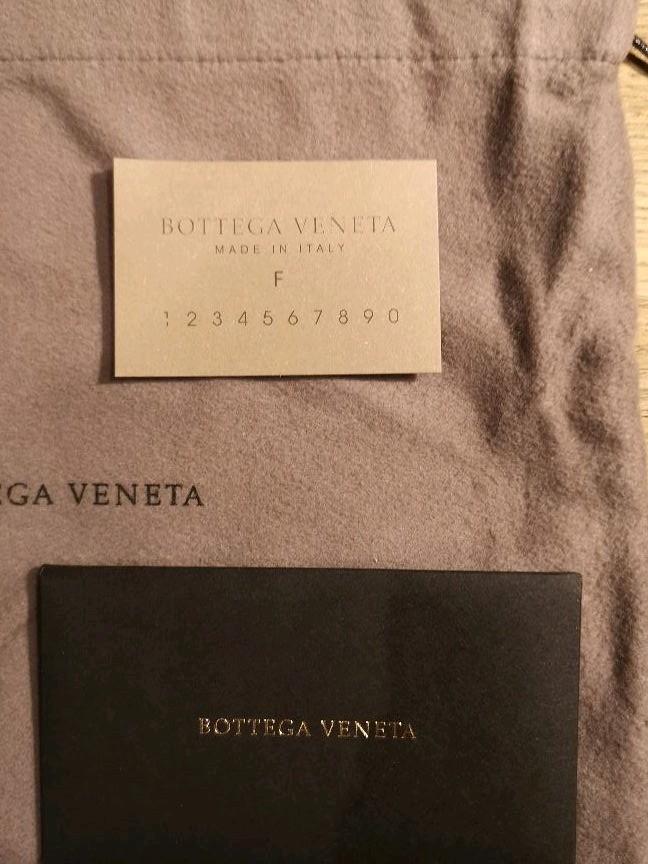 BOTTEGA VENETA
MADE IN ITALY
F
1 2 3 4 5 6 7 8 9 0
EGA VENETA
BOTTEGA VENETA